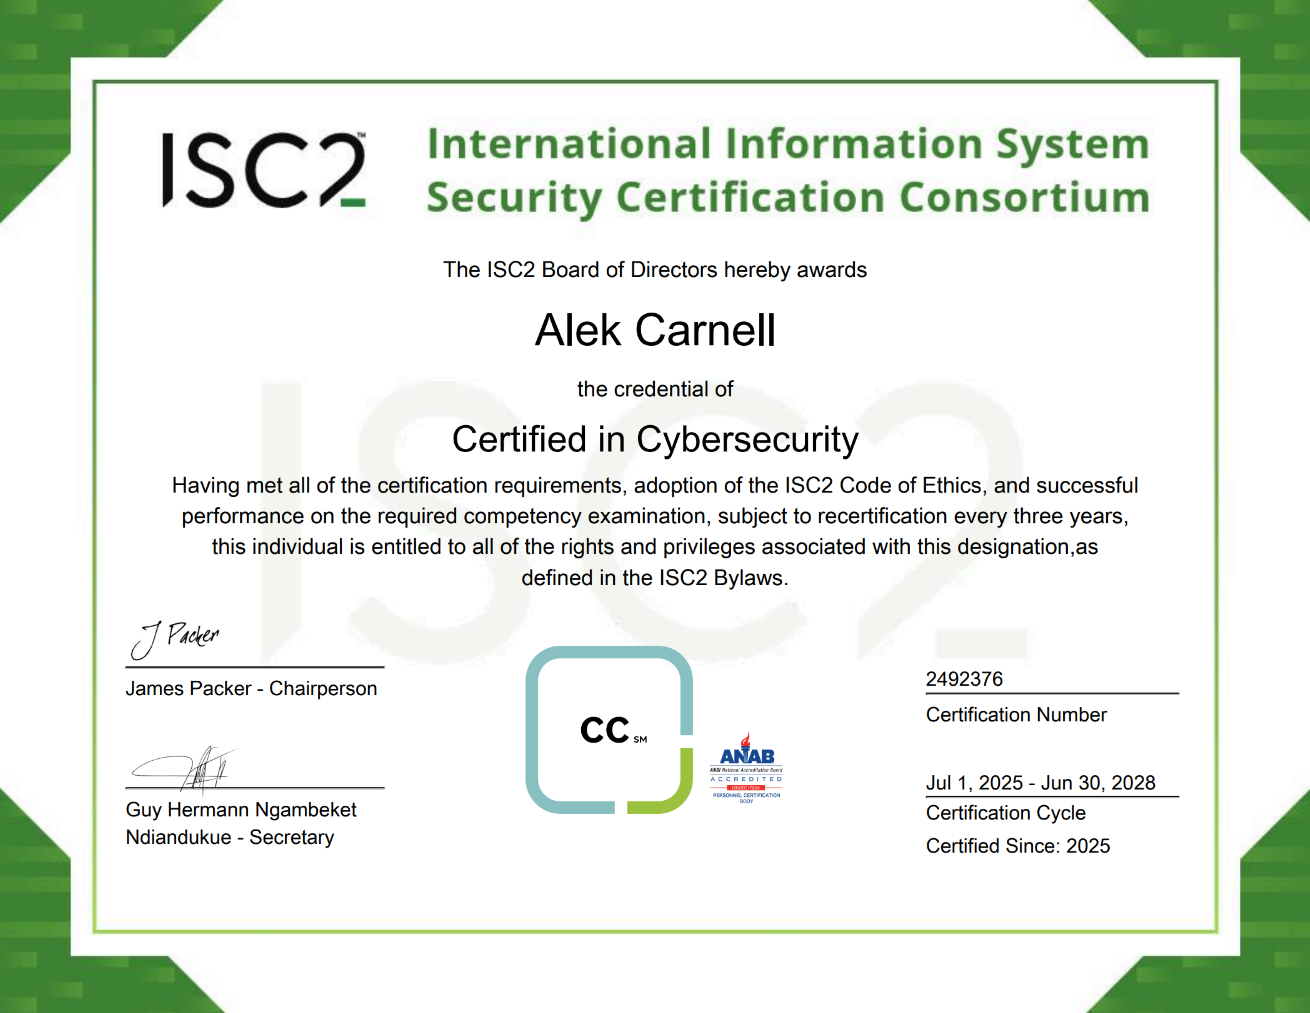 ISC2™
International Information System
Security Certification Consortium
The ISC2 Board of Directors hereby awards
Alek Carnell
the credential of
Certified in Cybersecurity
Having met all of the certification requirements, adoption of the ISC2 Code of Ethics, and successful
performance on the required competency examination, subject to recertification every three years,
this individual is entitled to all of the rights and privileges associated with this designation,as
defined in the ISC2 Bylaws.
ISC2
J Packer
James Packer - Chairperson
Guy Hermann Ngambeket
Ndiandukue - Secretary
CC SM
ANAB
ANSI National Accreditation Board
ACCREDITED
PERSONNEL CERTIFICATION
BODY
2492376
Certification Number
Jul 1, 2025 - Jun 30, 2028
Certification Cycle
Certified Since: 2025